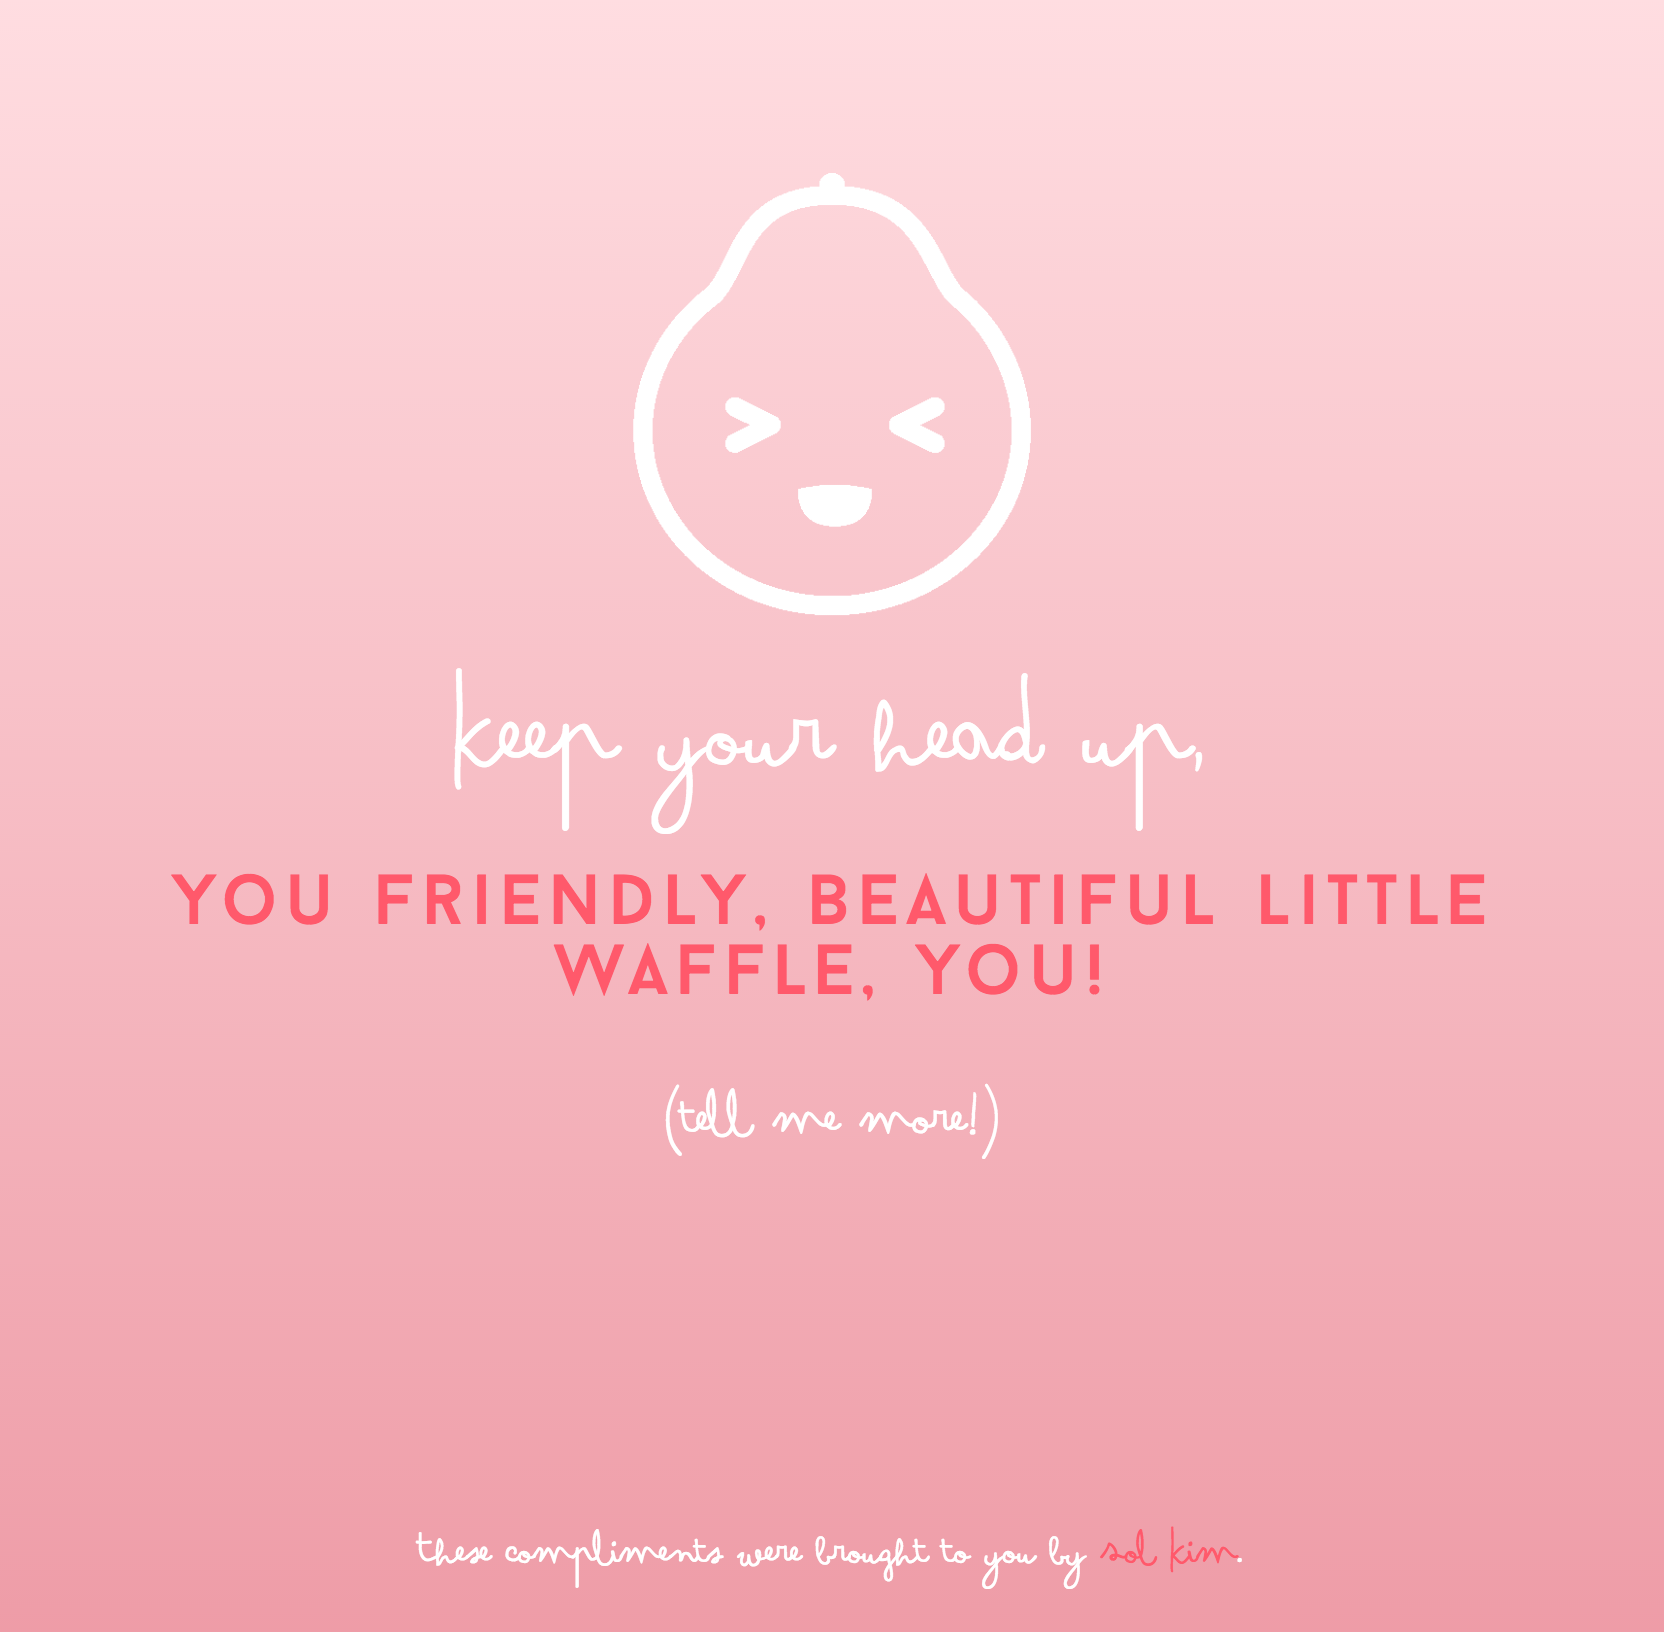 keep your head up,
YOU FRIENDLY, BEAUTIFUL LITTLE
WAFFLE, YOU!
(tell me more!)
these compliments were brought to you by sol kim.